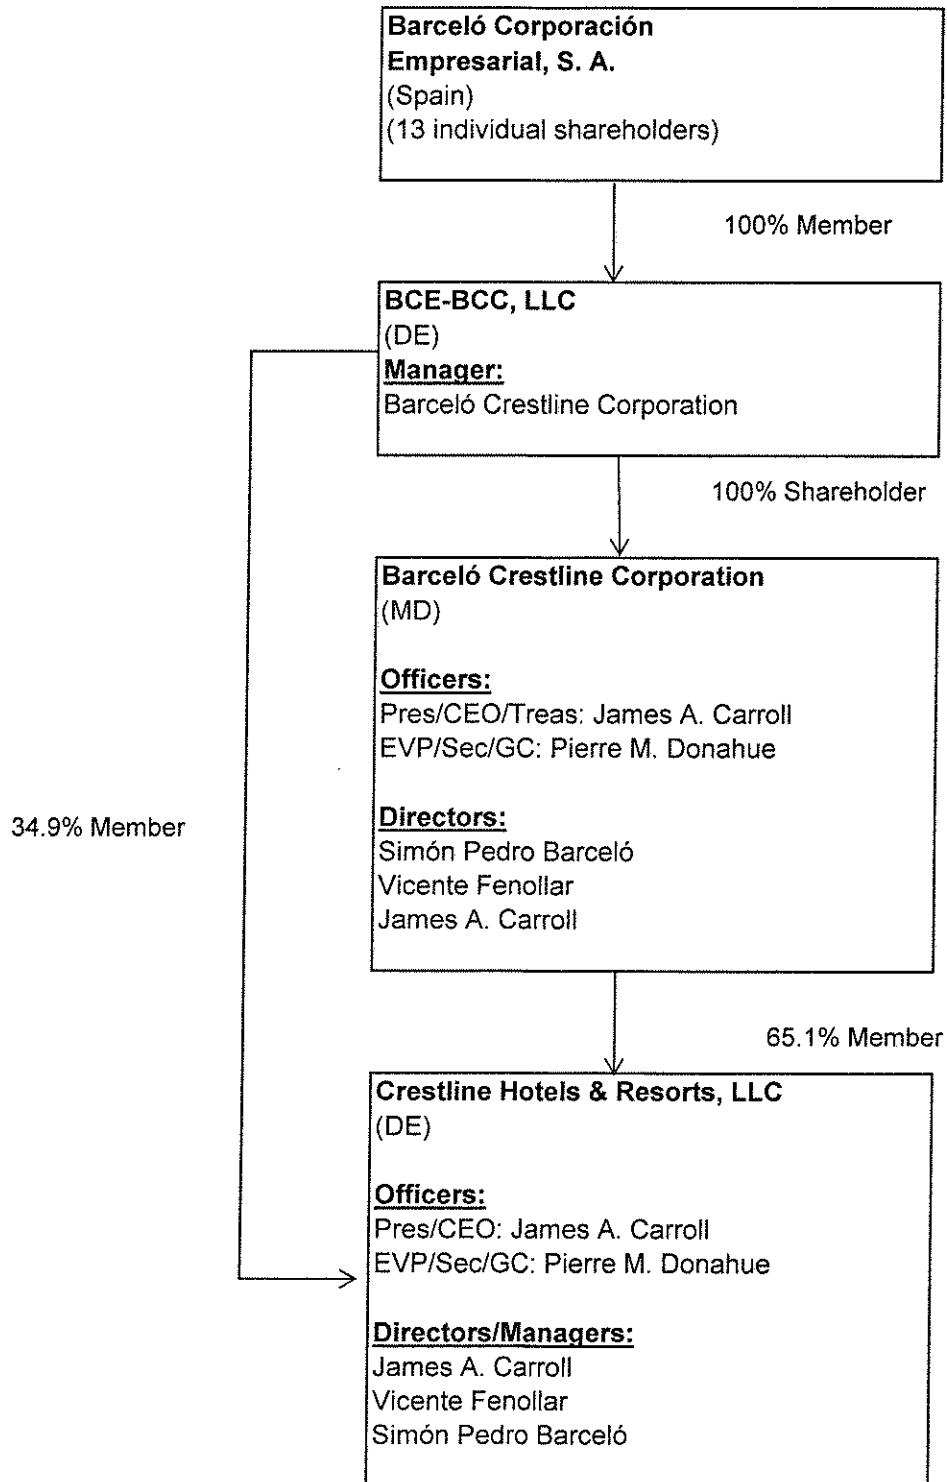 Barceló Corporación
Empresarial, S. A.
(Spain)
(13 individual shareholders)
100% Member
BCE-BCC, LLC
(DE)
Manager:
Barceló Crestline Corporation
100% Shareholder
Barceló Crestline Corporation
(MD)
Officers:
Pres/CEO/Treas: James A. Carroll
EVP/Sec/GC: Pierre M. Donahue
Directors:
Simón Pedro Barceló
Vicente Fenollar
James A. Carroll
34.9% Member
65.1% Member
Crestline Hotels & Resorts, LLC
(DE)
Officers:
Pres/CEO: James A. Carroll
EVP/Sec/GC: Pierre M. Donahue
Directors/Managers:
James A. Carroll
Vicente Fenollar
Simón Pedro Barceló